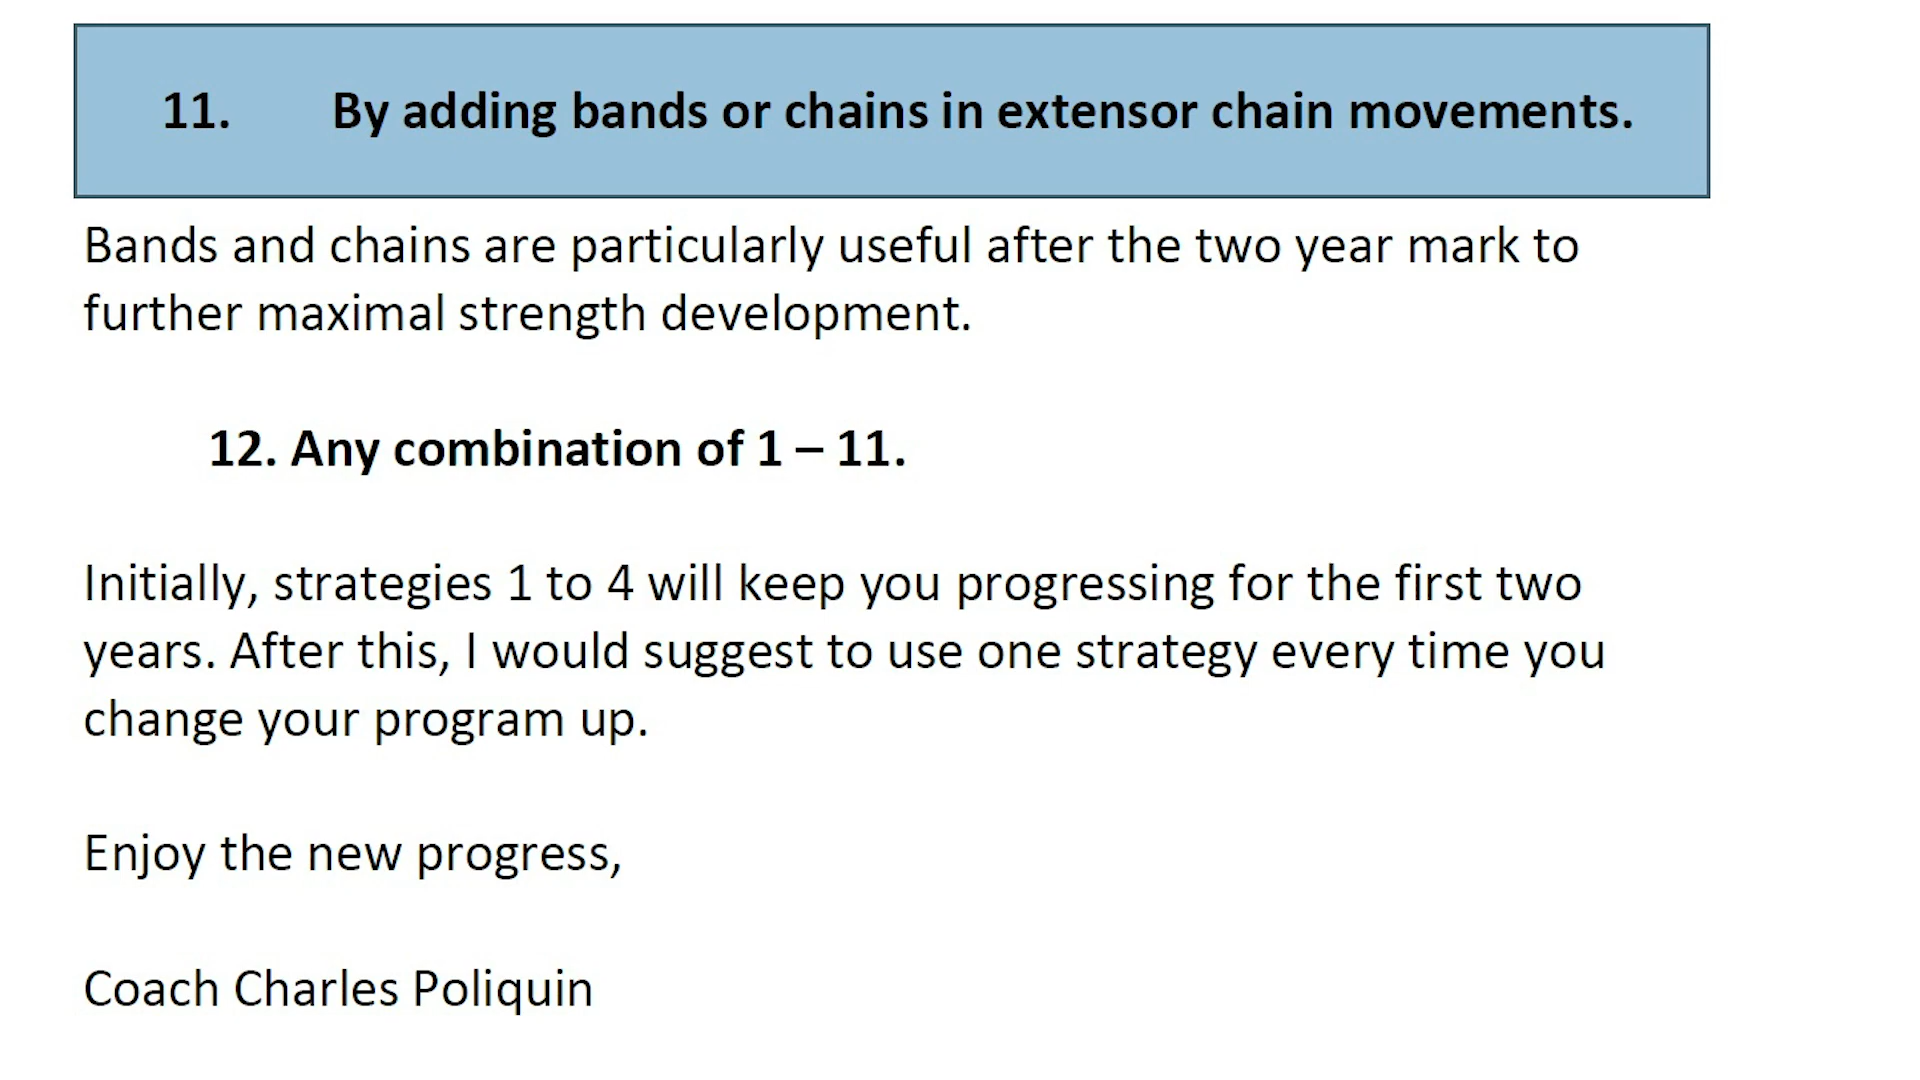 11. By adding bands or chains in extensor chain movements.
Bands and chains are particularly useful after the two year mark to
further maximal strength development.
12. Any combination of 1 – 11.
Initially, strategies 1 to 4 will keep you progressing for the first two
years. After this, I would suggest to use one strategy every time you
change your program up.
Enjoy the new progress,
Coach Charles Poliquin